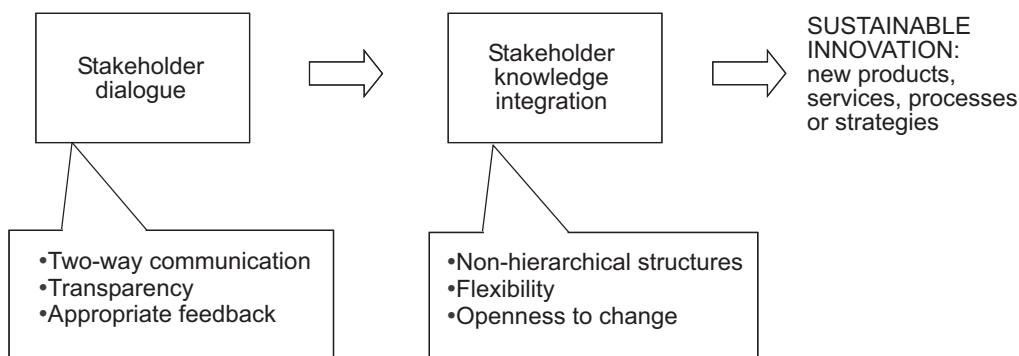 Stakeholder
dialogue
Stakeholder
knowledge
integration
SUSTAINABLE
INNOVATION:
new products,
services, processes
or strategies
•Two-way communication
•Transparency
•Appropriate feedback
•Non-hierarchical structures
•Flexibility
•Openness to change